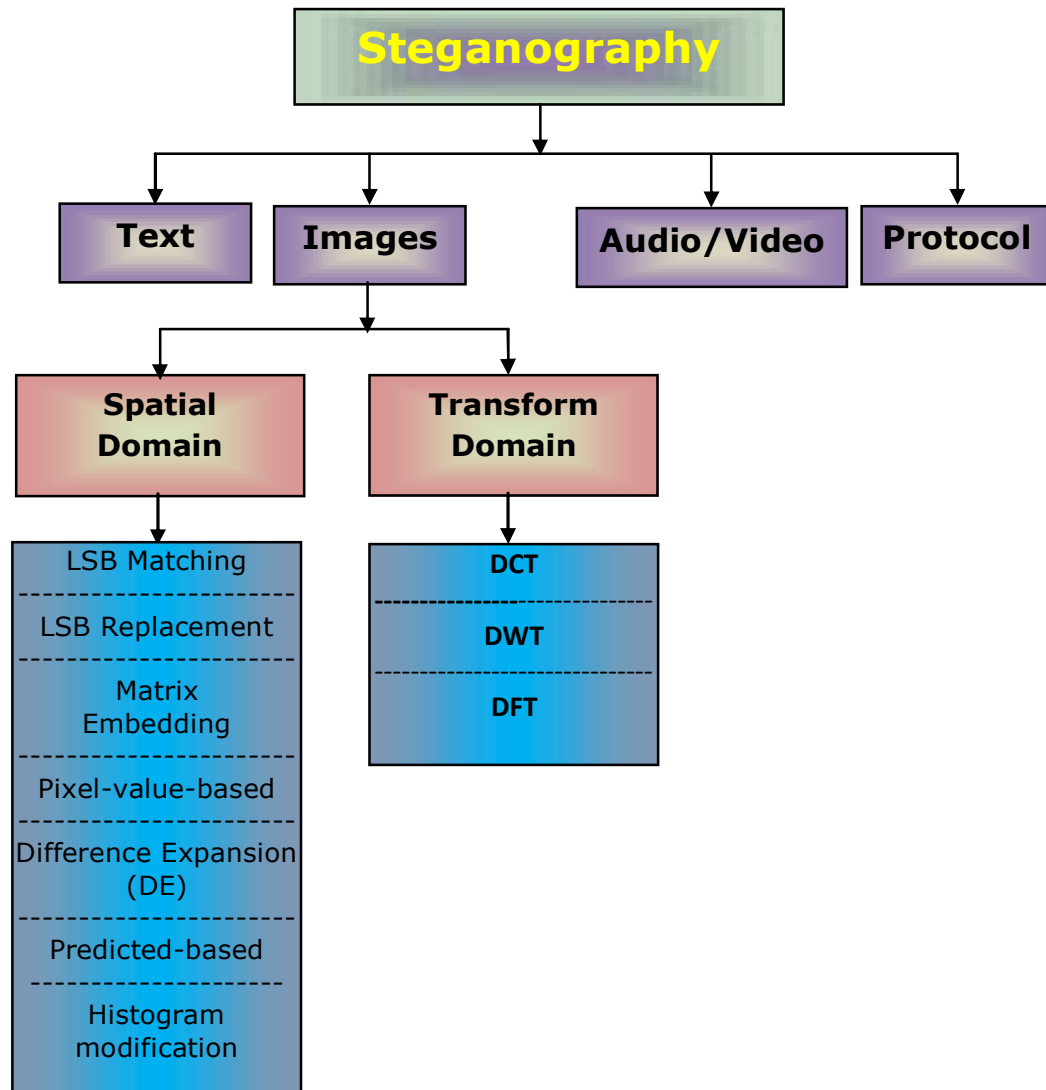 Steganography
Text
Images
Audio/Video
Protocol
Spatial
Domain
Transform
Domain
LSB Matching
LSB Replacement
Matrix
Embedding
Pixel-value-based
Difference Expansion
(DE)
Predicted-based
Histogram
modification
DCT
DWT
DFT